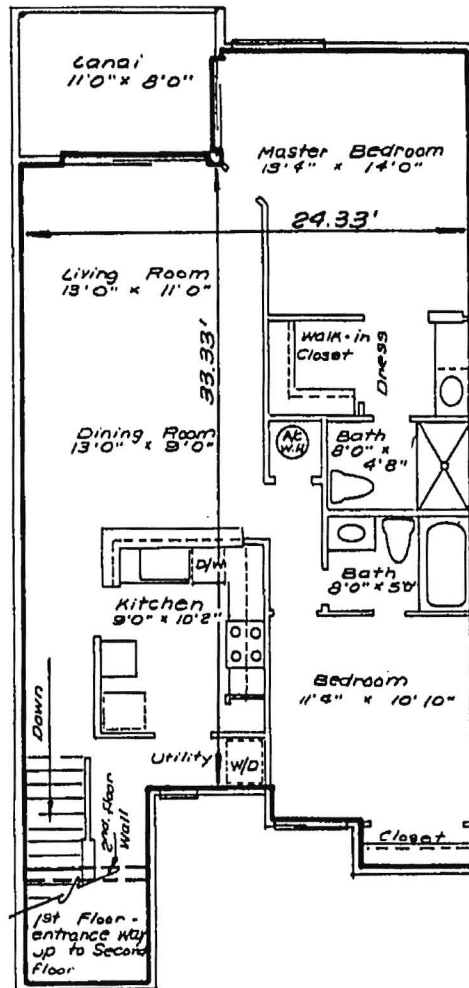 Lanai
11'0" x 8'0"
Master Bedroom
13'4" x 14'0"
24.33'
Living Room
13'0" x 11'0"
33.33'
Walk-in
Closet
Dress
Dining Room
13'0" x 9'0"
A/C
W.H
Bath
8'0" x
4'8"
D/W
Bath
8'0" x 5'0"
Kitchen
9'0" x 10'2"
Bedroom
11'4" x 10'10"
Down
Utility
W/D
2nd. Floor
Wall
Closet
1st Floor -
entrance way
up to Second
floor